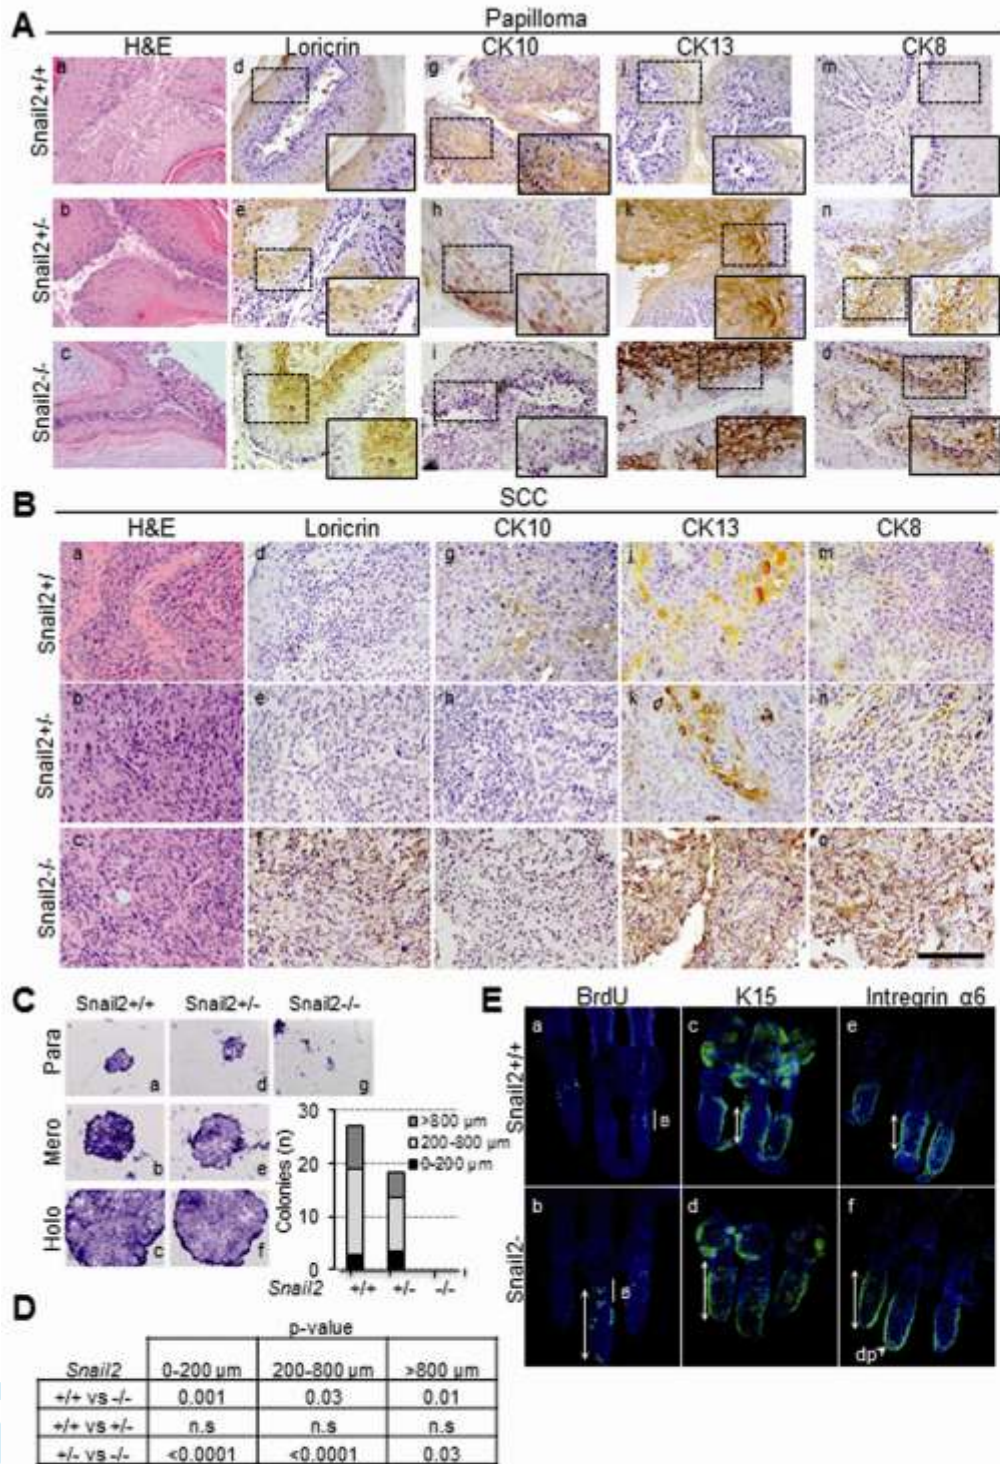 A
Papilloma
H&E Loricrin CK10 CK13 CK8
Snail2+/+
a d g j m
Snail2+/-
b e h k n
Snail2-/-
c f i o
B
SCC
H&E Loricrin CK10 CK13 CK8
Snail2+/
a d g j m
Snail2+/-
b e h k n
Snail2-/-
c f o
C
Snail2+/+ Snail2+/- Snail2-/-
Para
a d g
Mero
b e
Holo
c f
Colonies (n)
30
20
10
0
>800 µm
200-800 µm
0-200 µm
Snail2 +/+ +/- -/-
D
p-value
Snail2 0-200 µm 200-800 µm >800 µm
+/+ vs -/- 0.001 0.03 0.01
+/+ vs +/- n.s n.s n.s
+/- vs -/- <0.0001 <0.0001 0.03
E
BrdU K15 Intregrin α6
Snail2+/+
a c e
B
Snail2-
b d f
B
dp